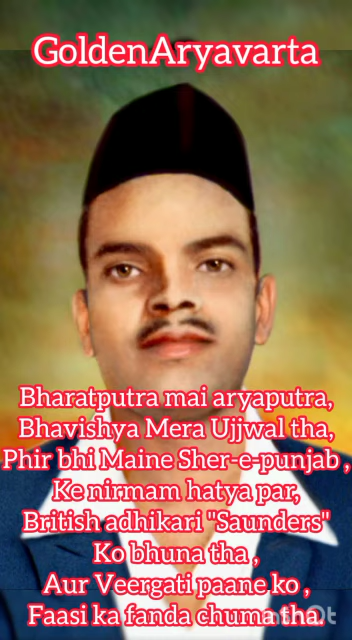 GoldenAryavarta
Bharatputra mai aryaputra,
Bhavishya Mera Ujjwal tha,
Phir bhi Maine Sher-e-punjab,
Ke nirmam hatya par,
British adhikari "Saunders"
Ko bhuna tha,
Aur Veergati paane ko,
Faasi ka fanda chuma tha.